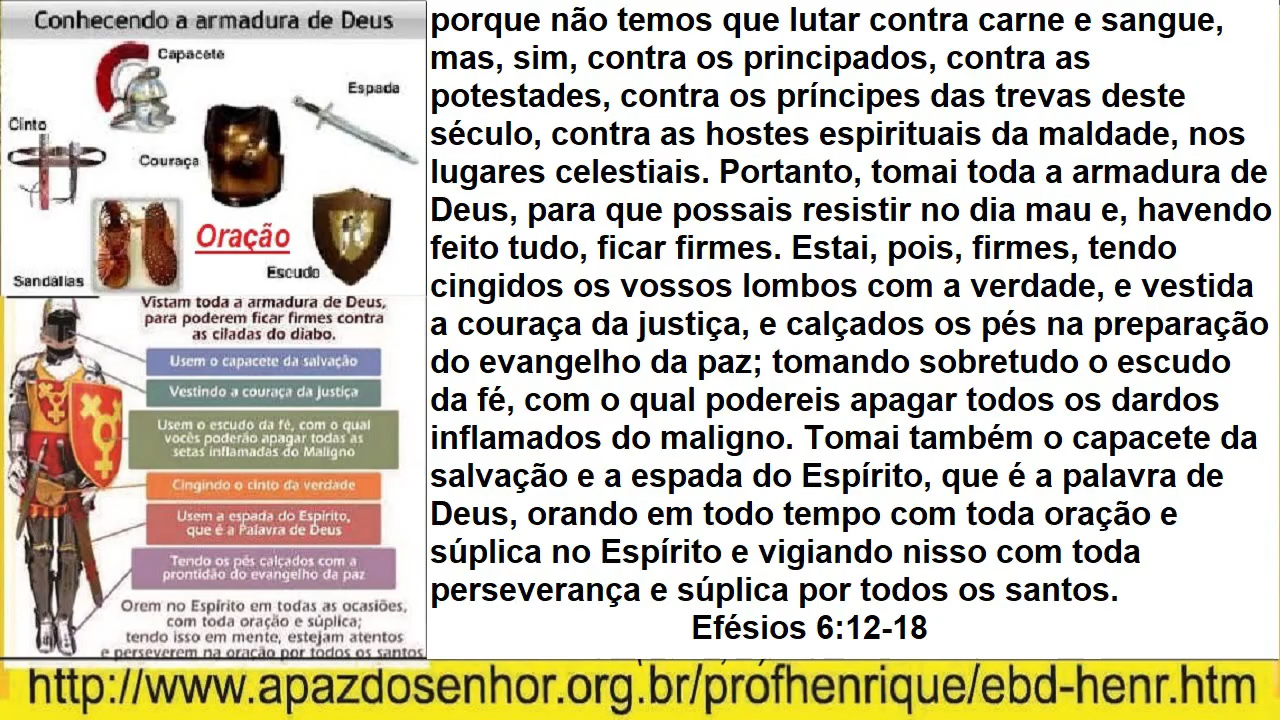 Conhecendo a armadura de Deus
Capacete
Espada
Cinto
Couraça
Oração
Escudo
Sandálias
Vistam toda a armadura de Deus,
para poderem ficar firmes contra
as ciladas do diabo.
Usem o capacete da salvação
Vestindo a couraça da justiça
Usem o escudo da fé, com o qual
vocês poderão apagar todas as
setas inflamadas do Maligno
Cingindo o cinto da verdade
Usem a espada do Espírito,
que é a Palavra de Deus
Tendo os pés calçados com a
prontidão do evangelho da paz
Orem no Espírito em todas as ocasiões,
com toda oração e súplica;
tendo isso em mente, estejam atentos
e perseverem na oração por todos os santos
porque não temos que lutar contra carne e sangue,
mas, sim, contra os principados, contra as
potestades, contra os príncipes das trevas deste
século, contra as hostes espirituais da maldade, nos
lugares celestiais. Portanto, tomai toda a armadura de
Deus, para que possais resistir no dia mau e, havendo
feito tudo, ficar firmes. Estai, pois, firmes, tendo
cingidos os vossos lombos com a verdade, e vestida
a couraça da justiça, e calçados os pés na preparação
do evangelho da paz; tomando sobretudo o escudo
da fé, com o qual podereis apagar todos os dardos
inflamados do maligno. Tomai também o capacete da
salvação e a espada do Espírito, que é a palavra de
Deus, orando em todo tempo com toda oração e
súplica no Espírito e vigiando nisso com toda
perseverança e súplica por todos os santos.
Efésios 6:12-18
http://www.apazdosenhor.org.br/profhenrique/ebd-henr.htm